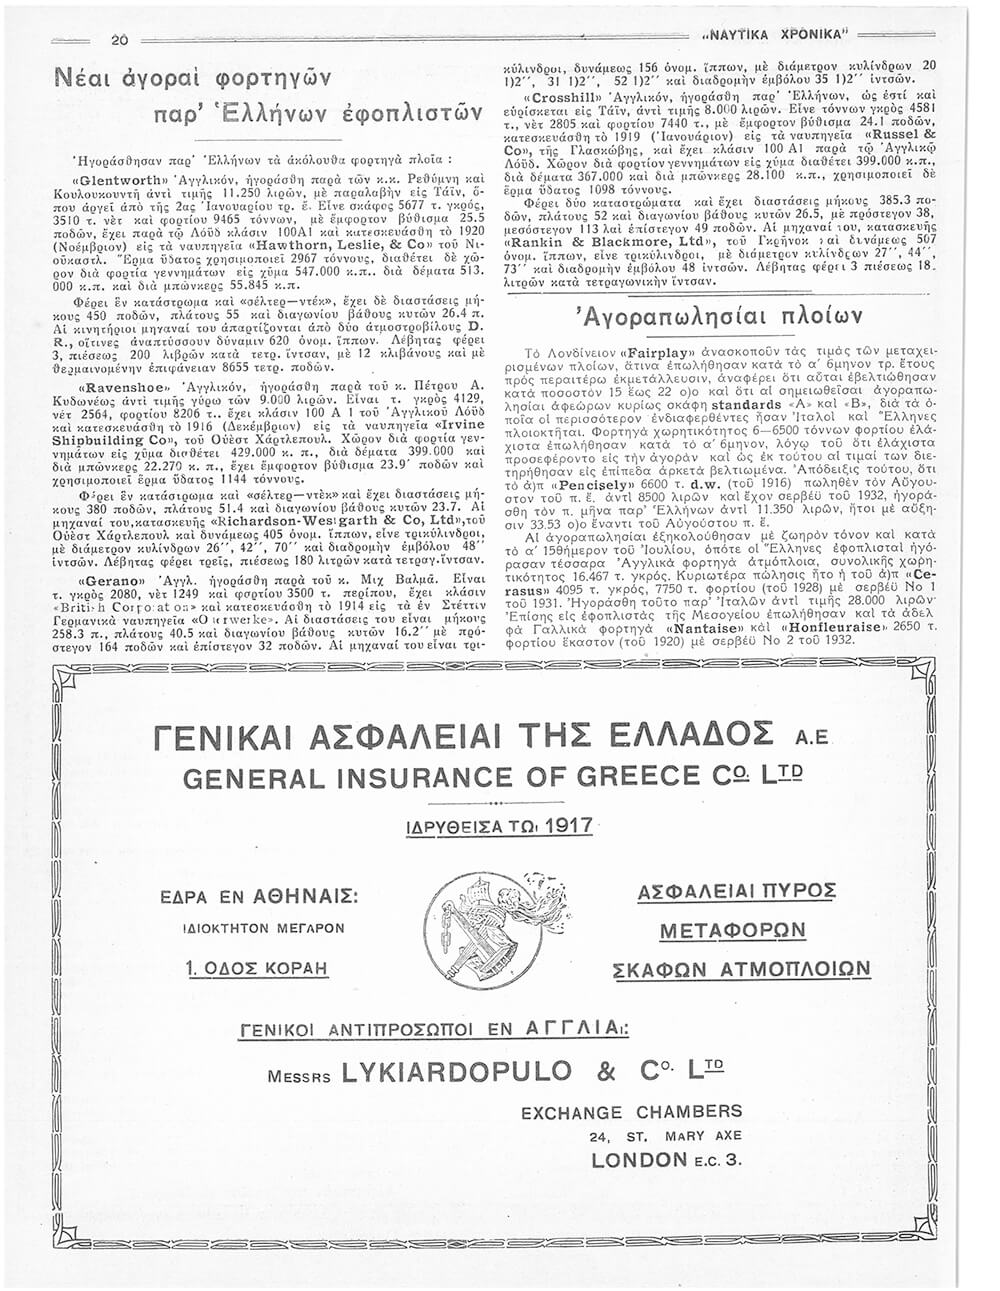 20
„ΝΑΥΤΙΚΑ ΧΡΟΝΙΚΑ"
Νέαι ἀγοραὶ φορτηγῶν
παρ' Ἑλλήνων ἐφοπλιστῶν
Ἠγοράσθησαν παρ' Ἑλλήνων τὰ ἀκόλουθα φορτηγὰ πλοῖα :
«Glentworth» Ἀγγλικόν, ἠγοράσθη παρὰ τῶν κ.κ. Ρεθύμνη καὶ
Κουλουκουντῆ ἀντὶ τιμῆς 11.250 λιρῶν, μὲ παραλαβὴν εἰς Τάϊν, ὅ-
που ἀργεῖ ἀπὸ τῆς 2ας Ἰανουαρίου τρ. ἔ. Εἶνε σκάφος 5677 τ. γκρός,
3510 τ. νὲτ καὶ φορτίου 9465 τόννων, μὲ ἔμφορτον βύθισμα 25.5
ποδῶν, ἔχει παρὰ τῷ Λόϋδ κλάσιν 100Α1 καὶ κατεσκευάσθη τὸ 1920
(Νοέμβριον) εἰς τὰ ναυπηγεῖα «Hawthorn, Leslie, & Co» τοῦ Νι-
οὐκαστλ. Ἕρμα ὕδατος χρησιμοποιεῖ 2967 τόννους, διαθέτει δὲ χῶ-
ρον διὰ φορτία γεννημάτων εἰς χῦμα 547.000 κ.π.. διὰ δέματα 513.
000 κ.π. καὶ διὰ μπώνκερς 55.845 κ.π.
Φέρει ἓν κατάστρωμα καὶ «σέλτερ—ντέκ», ἔχει δὲ διαστάσεις μή-
κους 450 ποδῶν, πλάτους 55 καὶ διαγωνίου βάθους κυτῶν 26.4 π.
Αἱ κινητήριοι μηχαναί του ἀπαρτίζονται ἀπὸ δύο ἀτμοστροβίλους D.
R., οἵτινες ἀναπτύσσουν δύναμιν 620 ὀνομ. ἵππων. Λέβητας φέρει
3, πιέσεως 200 λιβρῶν κατὰ τετρ. ἴντσαν, μὲ 12 κλιβάνους καὶ μὲ
θερμαινομένην ἐπιφάνειαν 8655 τετρ. ποδῶν.
«Ravenshoe» Ἀγγλικόν, ἠγοράσθη παρὰ τοῦ κ. Πέτρου Α.
Κυδωνέως ἀντὶ τιμῆς γύρω τῶν 9.000 λιρῶν. Εἶναι τ. γκρὸς 4129,
νὲτ 2564, φορτίου 8206 τ.. ἔχει κλάσιν 100 Α 1 τοῦ Ἀγγλικοῦ Λόϋδ
καὶ κατεσκευάσθη τὸ 1916 (Δεκέμβριον) εἰς τὰ ναυπηγεῖα «Irvine
Shipbuilding Co», τοῦ Οὐὲστ Χάρτλεπουλ. Χῶρον διὰ φορτία γεν-
νημάτων εἰς χῦμα διαθέτει 429.000 κ. π., διὰ δέματα 399.000 καὶ
διὰ μπώνκερς 22.270 κ. π., ἔχει ἔμφορτον βύθισμα 23.9' ποδῶν καὶ
χρησιμοποιεῖ ἕρμα ὕδατος 1144 τόννους.
Φέρει ἓν κατάστρωμα καὶ «σέλτερ—ντὲκ» καὶ ἔχει διαστάσεις μή-
κους 380 ποδῶν, πλάτους 51.4 καὶ διαγωνίου βάθους κυτῶν 23.7. Αἱ
μηχαναί του, κατασκευῆς «Richardson-Westgarth & Co, Ltd», τοῦ
Οὐὲστ Χάρτλεπουλ καὶ δυνάμεως 405 ὀνομ. ἵππων, εἶνε τρικύλινδροι,
μὲ διάμετρον κυλίνδρων 26'', 42'', 70'' καὶ διαδρομὴν ἐμβόλου 48''
ἰντσῶν. Λέβητας φέρει τρεῖς, πιέσεως 180 λιτρῶν κατὰ τετραγ. ἴντσαν.
«Gerano» Ἀγγλ. ἠγοράσθη παρὰ τοῦ κ. Μιχ Βαλμᾶ. Εἶναι
τ. γκρὸς 2080, νὲτ 1249 καὶ φορτίου 3500 τ. περίπου, ἔχει κλάσιν
«British Corporation» καὶ κατεσκευάσθη τὸ 1914 εἰς τὰ ἐν Στέττιν
Γερμανικὰ ναυπηγεῖα «Oderwerke». Αἱ διαστάσεις του εἶναι μήκους
258.3 π., πλάτους 40.5 καὶ διαγωνίου βάθους κυτῶν 16.2'' μὲ πρό-
στεγον 164 ποδῶν καὶ ἐπίστεγον 32 ποδῶν. Αἱ μηχαναί του εἶναι τρι-
κύλινδροι, δυνάμεως 156 ὀνομ. ἵππων, μὲ διάμετρον κυλίνδρων 20
1)2'', 31 1)2'', 52 1)2'' καὶ διαδρομὴν ἐμβόλου 35 1)2'' ἰντσῶν.
«Crosshill» Ἀγγλικόν, ἠγοράσθη παρ' Ἑλλήνων, ὡς ἐστὶ καὶ
εὑρίσκεται εἰς Τάϊν, ἀντὶ τιμῆς 8.000 λιρῶν. Εἶνε τόννων γκρὸς 4581
τ., νὲτ 2805 καὶ φορτίου 7440 τ., μὲ ἔμφορτον βύθισμα 24.1 ποδῶν,
κατεσκευάσθη τὸ 1919 (Ἰανουάριον) εἰς τὰ ναυπηγεῖα «Russel &
Co», τῆς Γλασκώβης, καὶ ἔχει κλάσιν 100 Α1 παρὰ τῷ Ἀγγλικῷ
Λόϋδ. Χῶρον διὰ φορτίον γεννημάτων εἰς χῦμα διαθέτει 399.000 κ.π.,
διὰ δέματα 367.000 καὶ διὰ μπώνκερς 28.100 κ.π., χρησιμοποιεῖ δὲ
ἕρμα ὕδατος 1098 τόννους.
Φέρει δύο καταστρώματα καὶ ἔχει διαστάσεις μήκους 385.3 πο-
δῶν, πλάτους 52 καὶ διαγωνίου βάθους κυτῶν 26.5, μὲ πρόστεγον 38,
μεσόστεγον 113 λαὶ ἐπίστεγον 49 ποδῶν. Αἱ μηχαναί του, κατασκευῆς
«Rankin & Blackmore, Ltd», τοῦ Γκρήνοκ καὶ δυνάμεως 507
ὀνομ. ἵππων, εἶνε τρικύλινδροι, μὲ διάμετρον κυλίνδρων 27'', 44'',
73'' καὶ διαδρομὴν ἐμβόλου 48 ἰντσῶν. Λέβητας φέρει 3 πιέσεως 18.
λιτρῶν κατὰ τετραγωνικὴν ἴντσαν.
Ἀγοραπωλησίαι πλοίων
Τὸ Λονδίνειον «Fairplay» ἀνασκοποῦν τὰς τιμὰς τῶν μεταχει-
ρισμένων πλοίων, ἅτινα ἐπωλήθησαν κατὰ τὸ α' 6μηνον τρ. ἔτους
πρὸς περαιτέρω ἐκμετάλλευσιν, ἀναφέρει ὅτι αὗται ἐβελτιώθησαν
κατὰ ποσοστὸν 15 ἕως 22 ο)ο καὶ ὅτι αἱ σημειωθεῖσαι ἀγοραπω-
λησίαι ἀφεώρων κυρίως σκάφη standards «Α» καὶ «Β», διὰ τὰ ὁ-
ποῖα οἱ περισσότερον ἐνδιαφερθέντες ἦσαν Ἰταλοὶ καὶ Ἕλληνες
πλοιοκτῆται. Φορτηγὰ χωρητικότητος 6—6500 τόννων φορτίου ἐλά-
χιστα ἐπωλήθησαν κατὰ τὸ α' 6μηνον, λόγῳ τοῦ ὅτι ἐλάχιστα
προσεφέροντο εἰς τὴν ἀγορὰν καὶ ὡς ἐκ τούτου αἱ τιμαί των διε-
τηρήθησαν εἰς ἐπίπεδα ἀρκετὰ βελτιωμένα. Ἀπόδειξις τούτου, ὅτι
τὸ ἀ)π «Pencisely» 6600 τ. d.w. (τοῦ 1916) πωληθὲν τὸν Αὔγου-
στον τοῦ π. ἔ. ἀντὶ 8500 λιρῶν καὶ ἔχον σερβέϋ τοῦ 1932, ἠγορά-
σθη τὸν π. μῆνα παρ' Ἑλλήνων ἀντὶ 11.350 λιρῶν, ἤτοι μὲ αὔξη-
σιν 33.53 ο)ο ἔναντι τοῦ Αὐγούστου π. ἔ.
Αἱ ἀγοραπωλησίαι ἐξηκολούθησαν μὲ ζωηρὸν τόνον καὶ κατὰ
τὸ α' 15θήμερον τοῦ Ἰουλίου, ὁπότε οἱ Ἕλληνες ἐφοπλισταὶ ἠγό-
ρασαν τέσσαρα Ἀγγλικὰ φορτηγὰ ἀτμόπλοια, συνολικῆς χωρη-
τικότητος 16.467 τ. γκρός. Κυριωτέρα πώλησις ἦτο ἡ τοῦ ἀ)π «Ce-
rasus» 4095 τ. γκρός, 7750 τ. φορτίου (τοῦ 1928) μὲ σερβέϋ Νο 1
τοῦ 1931. Ἠγοράσθη τοῦτο παρ' Ἰταλῶν ἀντὶ τιμῆς 28.000 λιρῶν·
Ἐπίσης εἰς ἐφοπλιστὰς τῆς Μεσογείου ἐπωλήθησαν καὶ τὰ ἀδελ
φὰ Γαλλικὰ φορτηγὰ «Nantaise» καὶ «Honfleuraise» 2650 τ.
φορτίου ἕκαστον (τοῦ 1920) μὲ σερβέϋ Νο 2 τοῦ 1932.
ΓΕΝΙΚΑΙ ΑΣΦΑΛΕΙΑΙ ΤΗΣ ΕΛΛΑΔΟΣ Α.Ε
GENERAL INSURANCE OF GREECE Co. LTD
ΙΔΡΥΘΕΙΣΑ ΤΩι 1917
ΕΔΡΑ ΕΝ ΑΘΗΝΑΙΣ:
ΙΔΙΟΚΤΗΤΟΝ ΜΕΓΑΡΟΝ
1. ΟΔΟΣ ΚΟΡΑΗ
ΑΣΦΑΛΕΙΑΙ ΠΥΡΟΣ
ΜΕΤΑΦΟΡΩΝ
ΣΚΑΦΩΝ ΑΤΜΟΠΛΟΙΩΝ
ΓΕΝΙΚΟΙ ΑΝΤΙΠΡΟΣΩΠΟΙ ΕΝ ΑΓΓΛΙΑι:
MESSRS LYKIARDOPULO & Co. LTD
EXCHANGE CHAMBERS
24, ST. MARY AXE
LONDON E.C. 3.